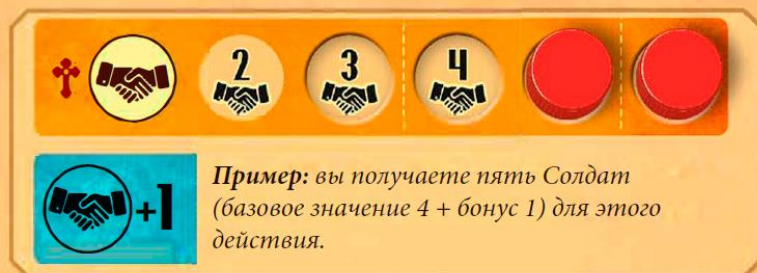 2 3 4
+1
Пример: вы получаете пять Солдат
(базовое значение 4 + бонус 1) для этого
действия.